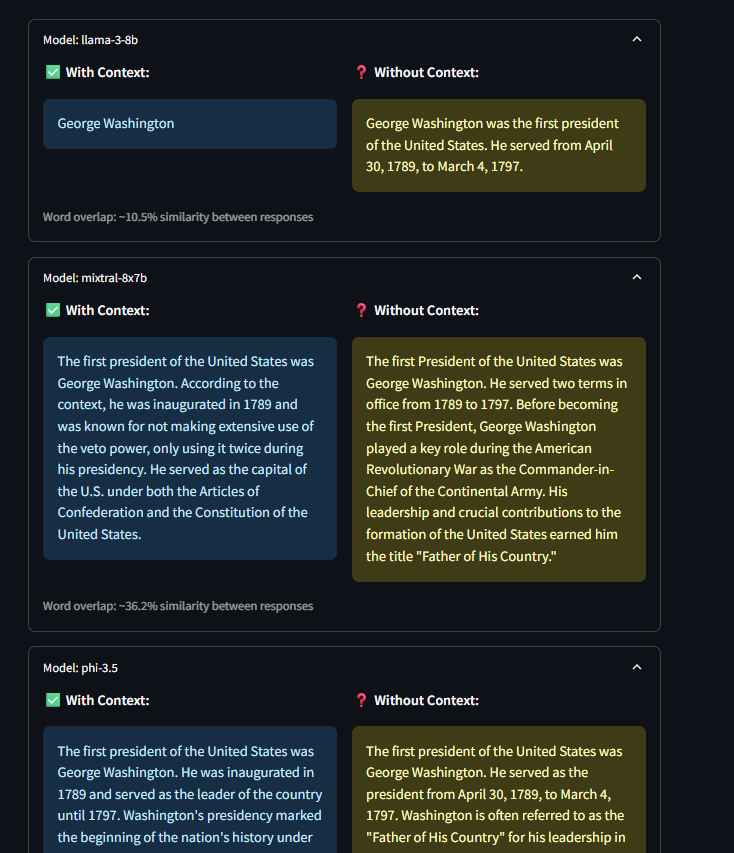 Model: llama-3-8b
With Context:
Without Context:
George Washington
George Washington was the first president
of the United States. He served from April
30, 1789, to March 4, 1797.
Word overlap: ~10.5% similarity between responses
Model: mixtral-8x7b
With Context:
Without Context:
The first president of the United States was
George Washington. According to the
context, he was inaugurated in 1789 and
was known for not making extensive use of
the veto power, only using it twice during
his presidency. He served as the capital of
the U.S. under both the Articles of
Confederation and the Constitution of the
United States.
The first President of the United States was
George Washington. He served two terms in
office from 1789 to 1797. Before becoming
the first President, George Washington
played a key role during the American
Revolutionary War as the Commander-in-
Chief of the Continental Army. His
leadership and crucial contributions to the
formation of the United States earned him
the title "Father of His Country."
Word overlap: ~36.2% similarity between responses
Model: phi-3.5
With Context:
Without Context:
The first president of the United States was
George Washington. He was inaugurated in
1789 and served as the leader of the country
until 1797. Washington's presidency marked
the beginning of the nation's history under
The first president of the United States was
George Washington. He served as the
president from April 30, 1789, to March 4,
1797. Washington is often referred to as the
"Father of His Country" for his leadership in